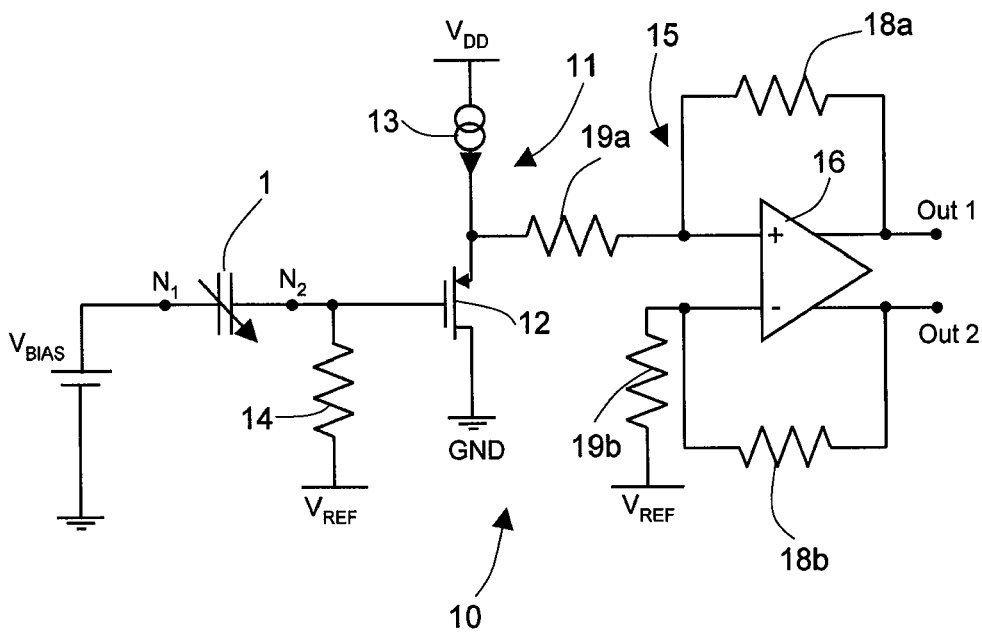 18a
V_DD
15
11
13
19a
16
1
Out 1
+
N_1
N_2
12
-
V_BIAS
Out 2
14
19b
GND
V_REF
V_REF
18b
10